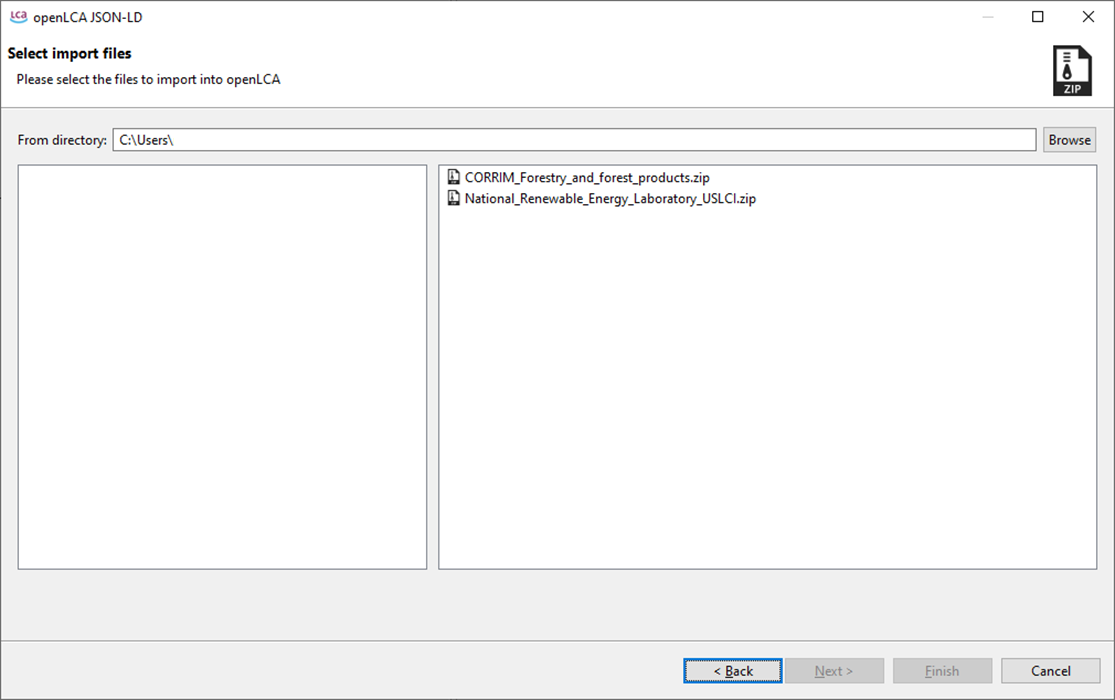 LCA openLCA JSON-LD
Select import files
Please select the files to import into openLCA
ZIP
From directory: C:\Users\ Browse
CORRIM_Forestry_and_forest_products.zip
National_Renewable_Energy_Laboratory_USLCI.zip
< Back Next > Finish Cancel